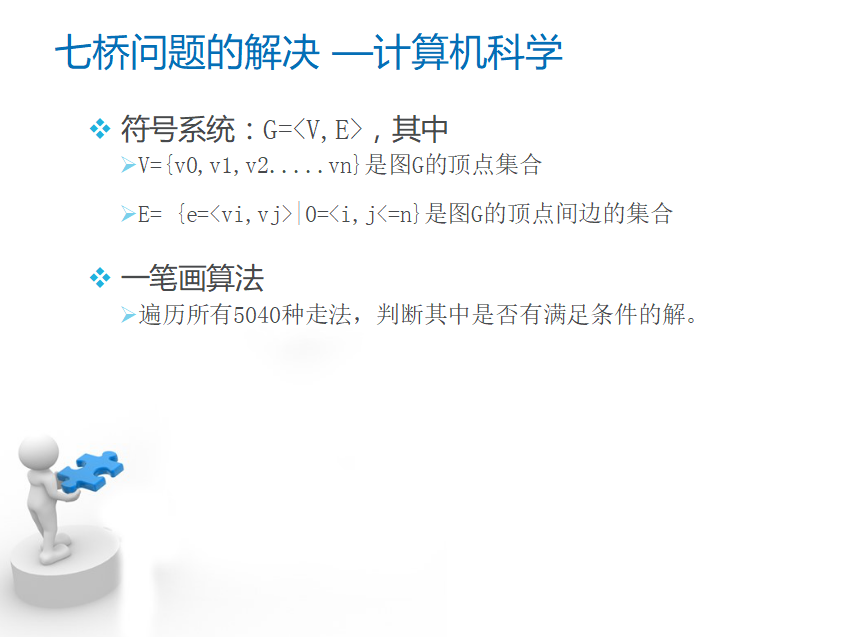 七桥问题的解决 —计算机科学
符号系统：G=<V,E>，其中
V={v0,v1,v2.....vn}是图G的顶点集合
E= {e=<vi,vj>|0=<i,j<=n}是图G的顶点间边的集合
一笔画算法
遍历所有5040种走法，判断其中是否有满足条件的解。